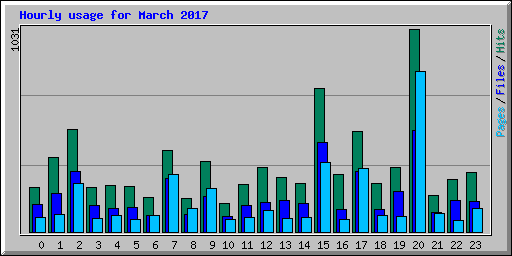 Hourly usage for March 2017
1031
Pages / Files / Hits
0 1 2 3 4 5 6 7 8 9 10 11 12 13 14 15 16 17 18 19 20 21 22 23